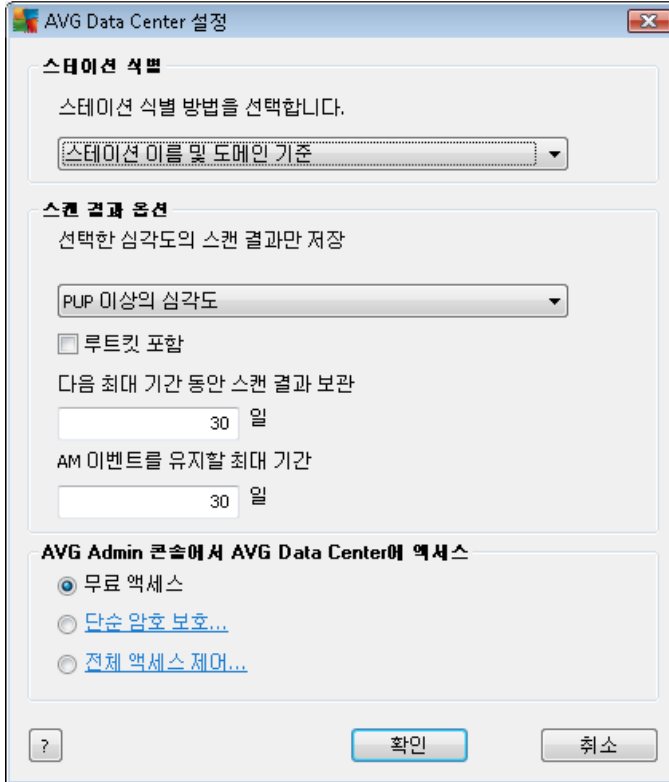 AVG Data Center 설정
스테이션 식별
스테이션 식별 방법을 선택합니다.
스테이션 이름 및 도메인 기준
스캔 결과 옵션
선택한 심각도의 스캔 결과만 저장
PUP 이상의 심각도
루트킷 포함
다음 최대 기간 동안 스캔 결과 보관
30 일
AM 이벤트를 유지할 최대 기간
30 일
AVG Admin 콘솔에서 AVG Data Center에 액세스
무료 액세스
단순 암호 보호...
전체 액세스 제어...
? 확인 취소